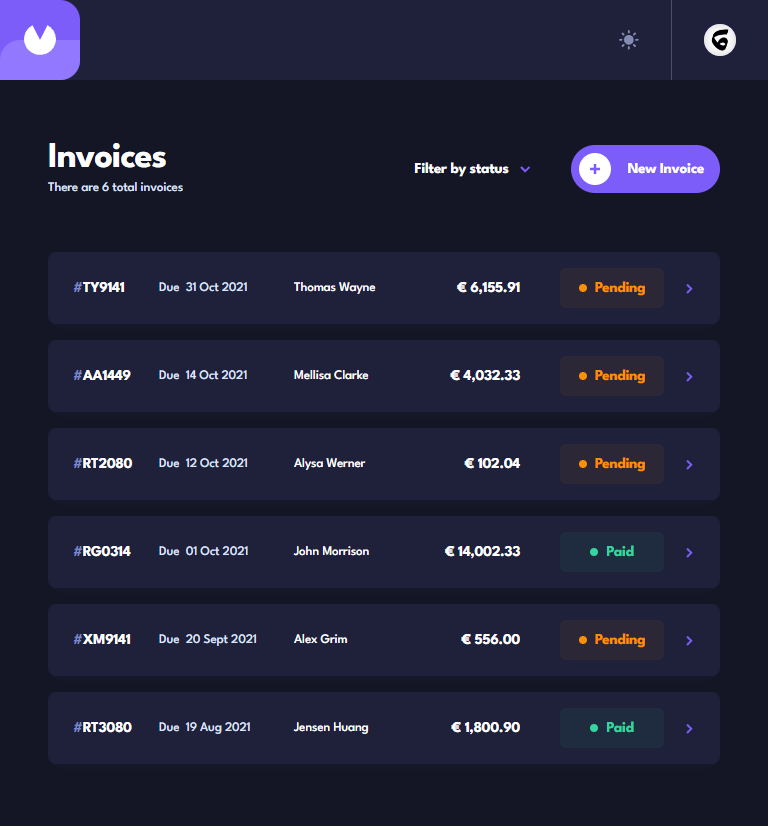 Invoices
There are 6 total invoices
Filter by status
New Invoice
#TY9141 Due 31 Oct 2021 Thomas Wayne € 6,155.91 Pending
#AA1449 Due 14 Oct 2021 Mellisa Clarke € 4,032.33 Pending
#RT2080 Due 12 Oct 2021 Alysa Werner € 102.04 Pending
#RG0314 Due 01 Oct 2021 John Morrison € 14,002.33 Paid
#XM9141 Due 20 Sept 2021 Alex Grim € 556.00 Pending
#RT3080 Due 19 Aug 2021 Jensen Huang € 1,800.90 Paid